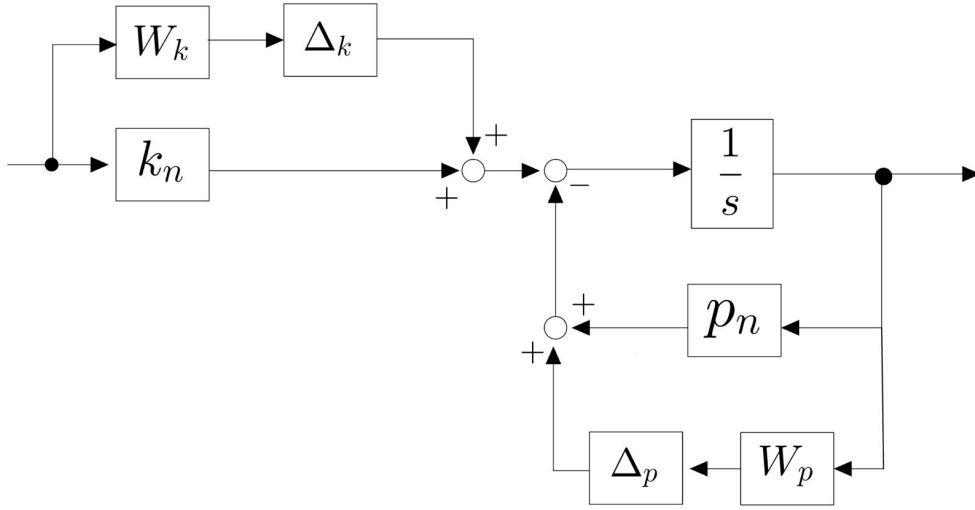 W_k
Δ_k
+
k_n
+
−
1
s
+
p_n
+
Δ_p
W_p